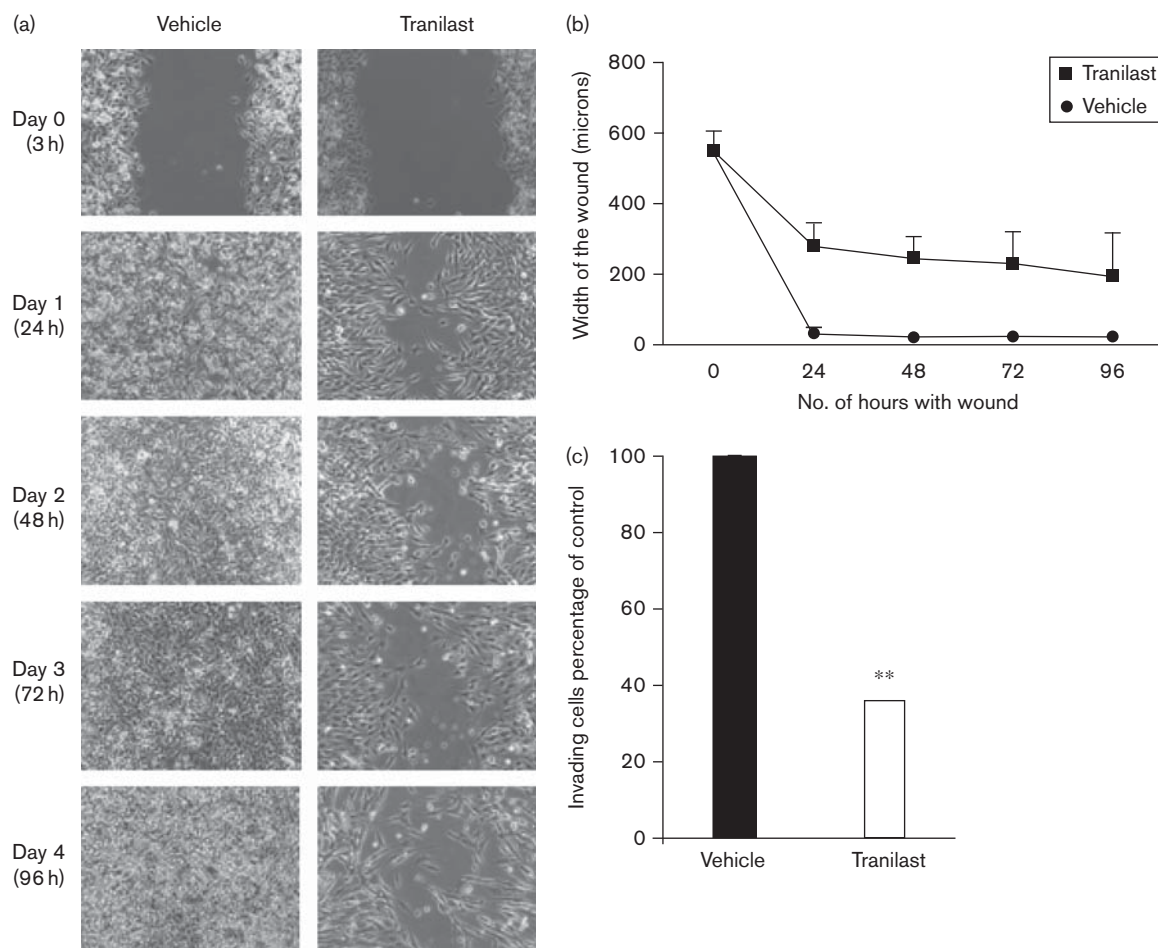 (a)
Vehicle
Tranilast
Day 0
(3 h)
Day 1
(24 h)
Day 2
(48 h)
Day 3
(72 h)
Day 4
(96 h)
(b)
Width of the wound (microns)
800
600
400
200
0
Tranilast
Vehicle
0 24 48 72 96
No. of hours with wound
(c)
Invading cells percentage of control
100
80
60
40
20
0
**
Vehicle Tranilast